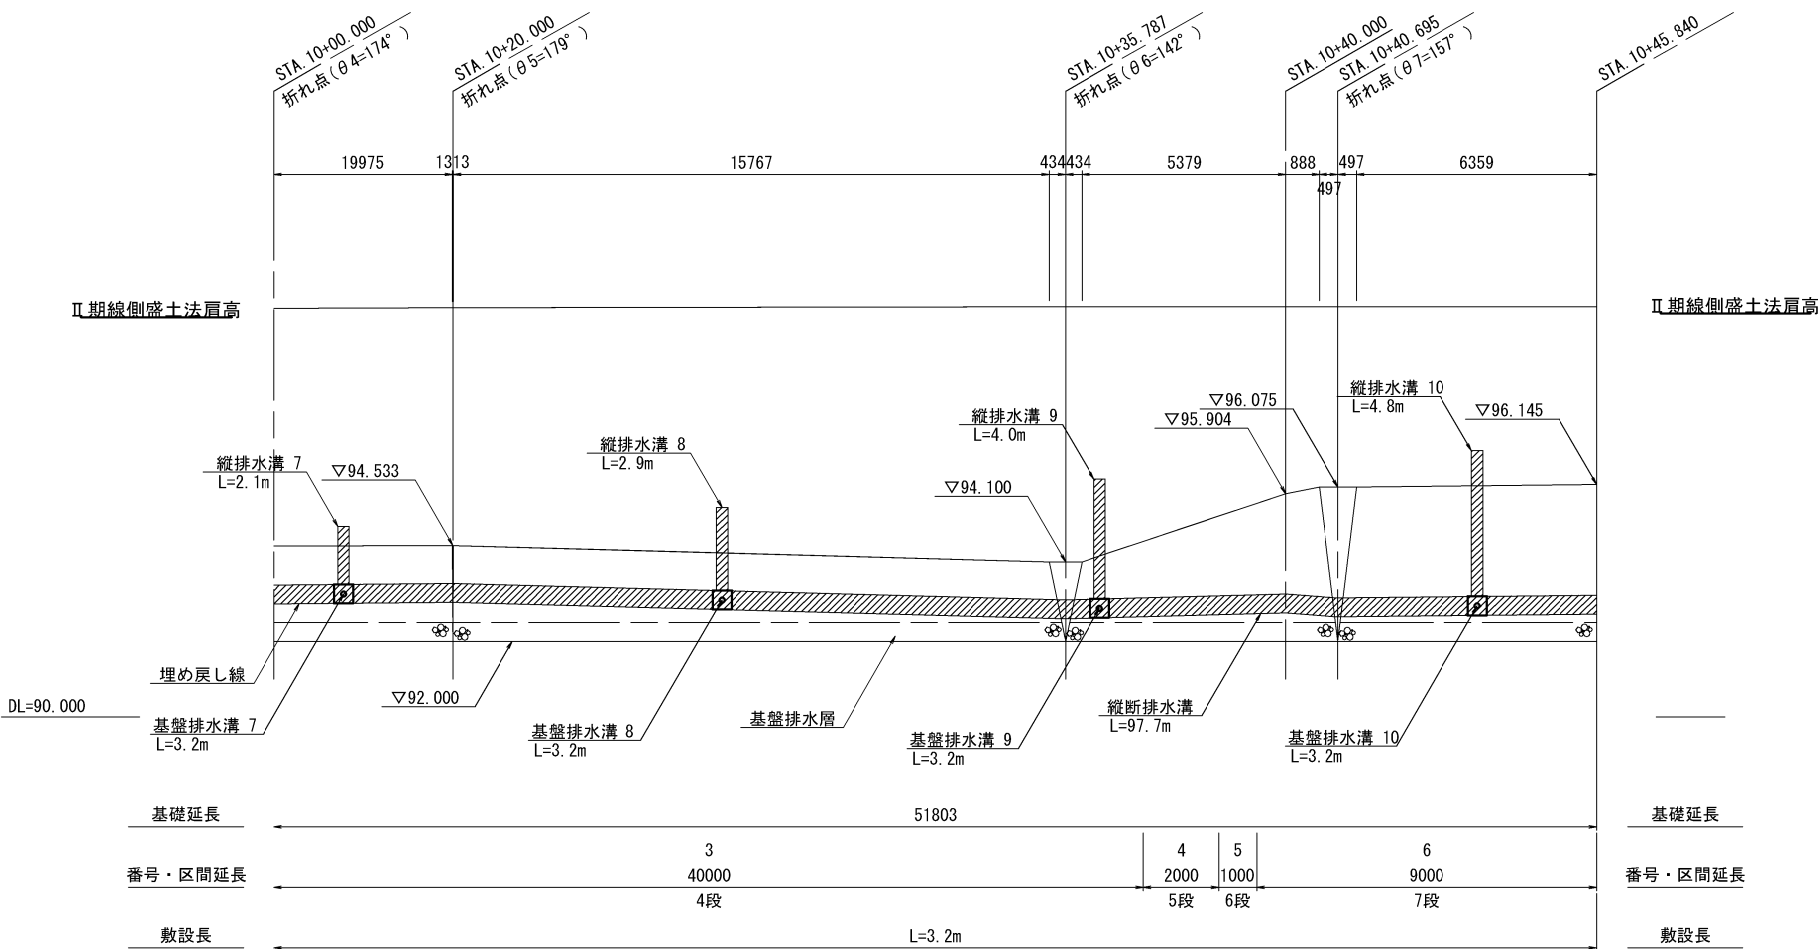 STA.10+00.000
折れ点(θ4=174°)
STA.10+20.000
折れ点(θ5=179°)
STA.10+35.787
折れ点(θ6=142°)
STA.10+40.000
STA.10+40.695
折れ点(θ7=157°)
STA.10+45.840
19975
1313
15767
434
434
5379
888
497
497
6359
Ⅱ期線側盛土法肩高
Ⅱ期線側盛土法肩高
縦排水溝 7
L=2.1m
▽94.533
縦排水溝 8
L=2.9m
縦排水溝 9
L=4.0m
▽94.100
▽95.904
▽96.075
縦排水溝 10
L=4.8m
▽96.145
埋め戻し線
DL=90.000
基盤排水溝 7
L=3.2m
▽92.000
基盤排水溝 8
L=3.2m
基盤排水層
基盤排水溝 9
L=3.2m
縦断排水溝
L=97.7m
基盤排水溝 10
L=3.2m
基礎延長
51803
基礎延長
3
4
5
6
番号・区間延長
40000
2000
1000
9000
番号・区間延長
4段
5段
6段
7段
敷設長
L=3.2m
敷設長